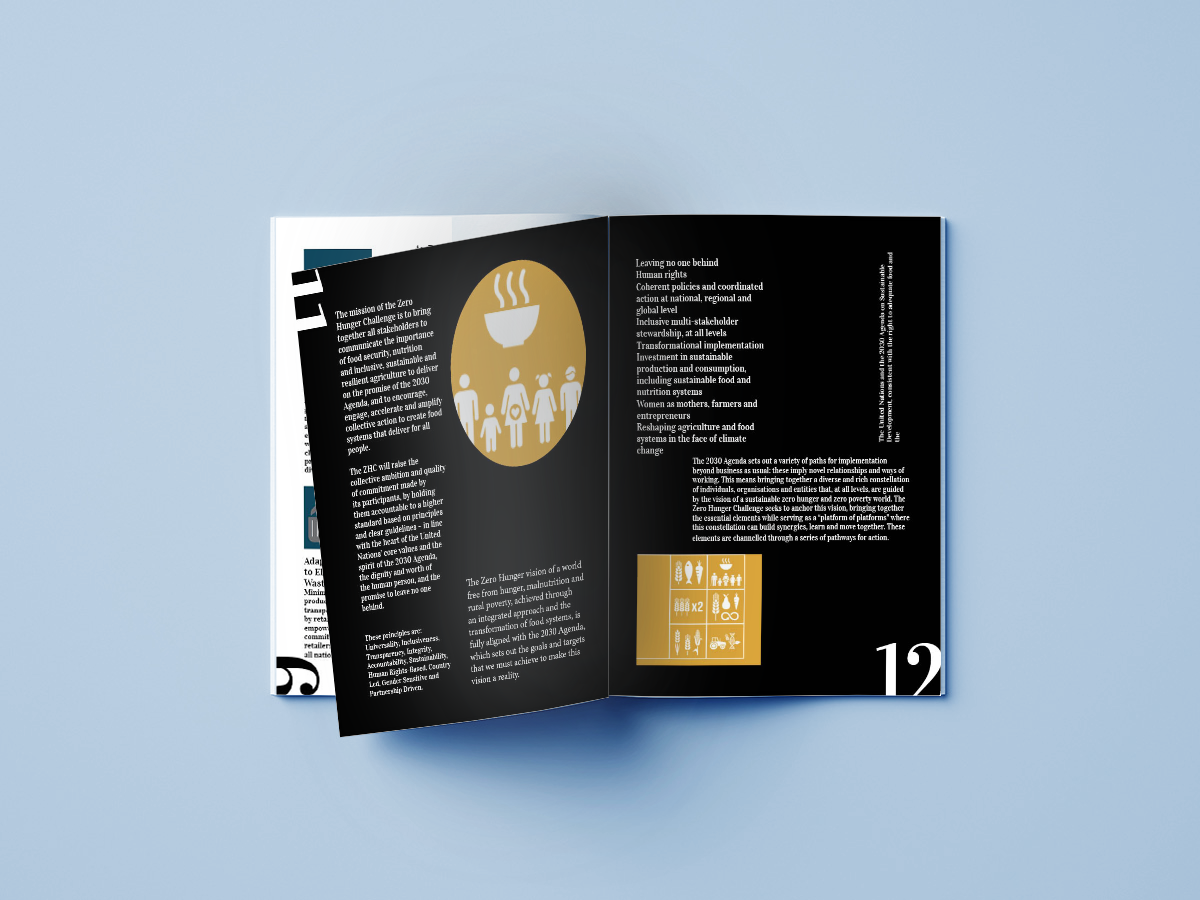 11
The mission of the Zero
Hunger Challenge is to bring
together all stakeholders to
communicate the importance
of food security, nutrition
and inclusive, sustainable and
resilient agriculture to deliver
on the promise of the 2030
Agenda, and to encourage,
engage, accelerate and amplify
collective action to create food
systems that deliver for all
people.
The ZHC will raise the
collective ambition and quality
of commitment made by
its participants, by holding
them accountable to a higher
standard based on principles
and clear guidelines – in line
with the heart of the United
Nations' core values and the
spirit of the 2030 Agenda,
the dignity and worth of
the human person, and the
promise to leave no one
behind.
These principles are:
Universality, Inclusiveness,
Transparency, Integrity,
Accountability, Sustainability,
Human Rights-Based, Country
Led, Gender Sensitive and
Partnership Driven.
The Zero Hunger vision of a world
free from hunger, malnutrition and
rural poverty, achieved through
an integrated approach and the
transformation of food systems, is
fully aligned with the 2030 Agenda,
which sets out the goals and targets
that we must achieve to make this
vision a reality.
Leaving no one behind
Human rights
Coherent policies and coordinated
action at national, regional and
global level
Inclusive multi-stakeholder
stewardship, at all levels
Transformational implementation
Investment in sustainable
production and consumption,
including sustainable food and
nutrition systems
Women as mothers, farmers and
entrepreneurs
Reshaping agriculture and food
systems in the face of climate
change
The United Nations and the 2030 Agenda on Sustainable
Development, consistent with the right to adequate food and
the
The 2030 Agenda sets out a variety of paths for implementation
beyond business as usual: these imply novel relationships and ways of
working. This means bringing together a diverse and rich constellation
of individuals, organisations and entities that, at all levels, are guided
by the vision of a sustainable zero hunger and zero poverty world. The
Zero Hunger Challenge seeks to anchor this vision, bringing together
the essential elements while serving as a "platform of platforms" where
this constellation can build synergies, learn and move together. These
elements are channelled through a series of pathways for action.
x2
12
to
by
9